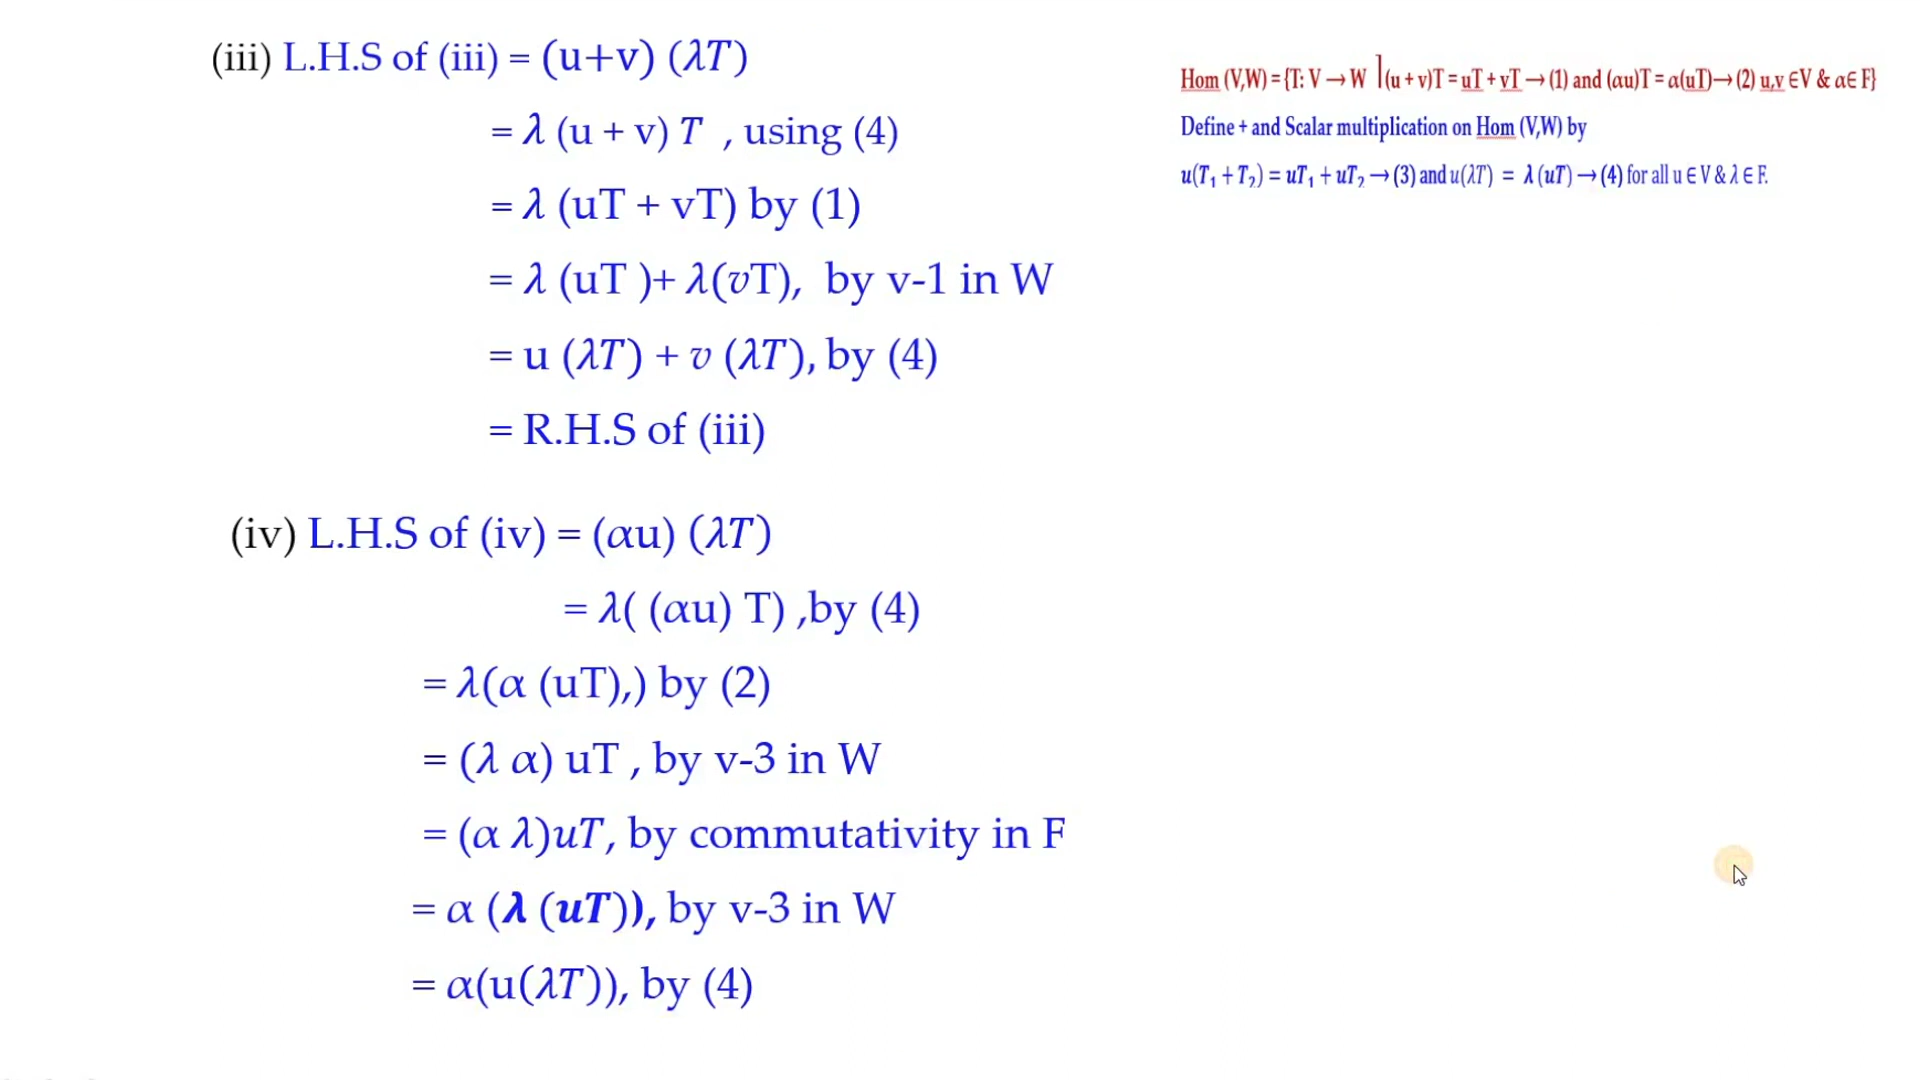 (iii) L.H.S of (iii) = (u+v) (λT)
= λ (u + v) T , using (4)
= λ (uT + vT) by (1)
= λ (uT )+ λ(vT), by v-1 in W
= u (λT) + v (λT), by (4)
= R.H.S of (iii)
(iv) L.H.S of (iv) = (αu) (λT)
= λ( (αu) T) ,by (4)
= λ(α (uT),) by (2)
= (λ α) uT , by v-3 in W
= (α λ)uT, by commutativity in F
= α (λ (uT)), by v-3 in W
= α(u(λT)), by (4)
Hom (V,W) = {T: V → W ](u + v)T = uT + vT → (1) and (αu)T = α(uT)→ (2) u,v ∈V & α∈ F}
Define + and Scalar multiplication on Hom (V,W) by
u(T₁ + T₂) = uT₁ + uT₂ → (3) and u(λT) = λ (uT) → (4) for all u ∈ V & λ ∈ F.